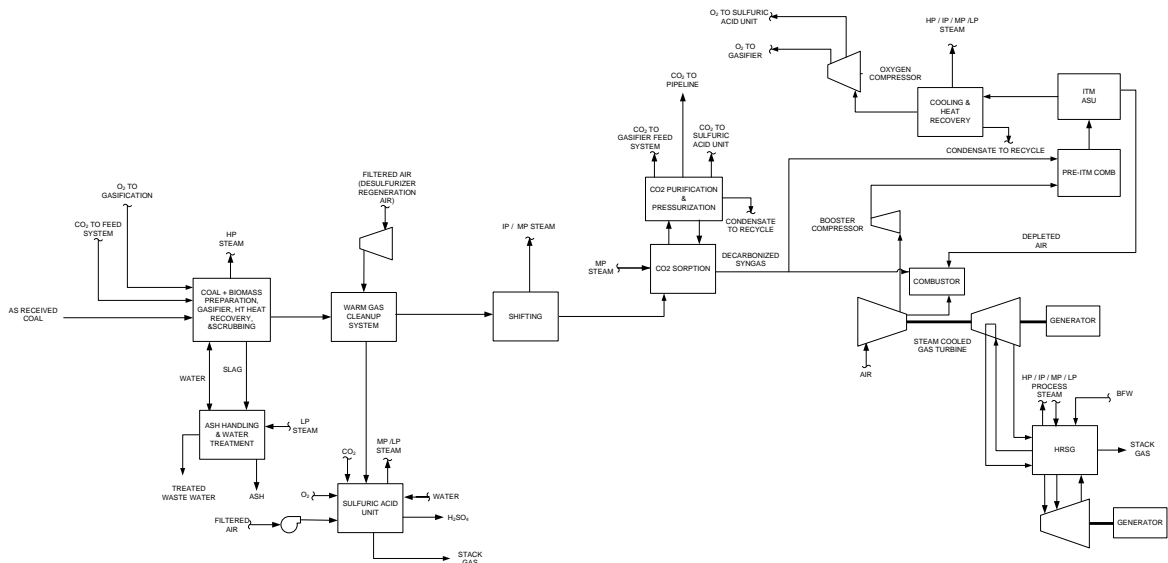 O₂ TO SULFURIC
ACID UNIT
O₂ TO
GASIFIER
OXYGEN
COMPRESSOR
HP / IP / MP /LP
STEAM
COOLING &
HEAT
RECOVERY
CONDENSATE TO RECYCLE
ITM
ASU
PRE-ITM COMB
CO₂ TO
PIPELINE
CO₂ TO
GASIFIER FEED
SYSTEM
CO₂ TO
SULFURIC
ACID UNIT
CO2 PURIFICATION
&
PRESSURIZATION
CONDENSATE
TO RECYCLE
BOOSTER
COMPRESSOR
DEPLETED
AIR
FILTERED AIR
(DESULFURIZER
REGENERATION
AIR)
O₂ TO
GASIFICATION
CO₂ TO FEED
SYSTEM
HP
STEAM
IP / MP STEAM
MP
STEAM
CO2 SORPTION
DECARBONIZED
SYNGAS
COMBUSTOR
AS RECEIVED
COAL
COAL + BIOMASS
PREPARATION,
GASIFIER, HT HEAT
RECOVERY,
&SCRUBBING
WARM GAS
CLEANUP
SYSTEM
SHIFTING
STEAM COOLED
GAS TURBINE
GENERATOR
AIR
WATER
SLAG
ASH HANDLING
& WATER
TREATMENT
LP
STEAM
TREATED
WASTE WATER
ASH
CO₂
MP /LP
STEAM
O₂
SULFURIC ACID
UNIT
WATER
H₂SO₄
FILTERED
AIR
STACK
GAS
HP / IP / MP / LP
PROCESS
STEAM
BFW
HRSG
STACK
GAS
GENERATOR